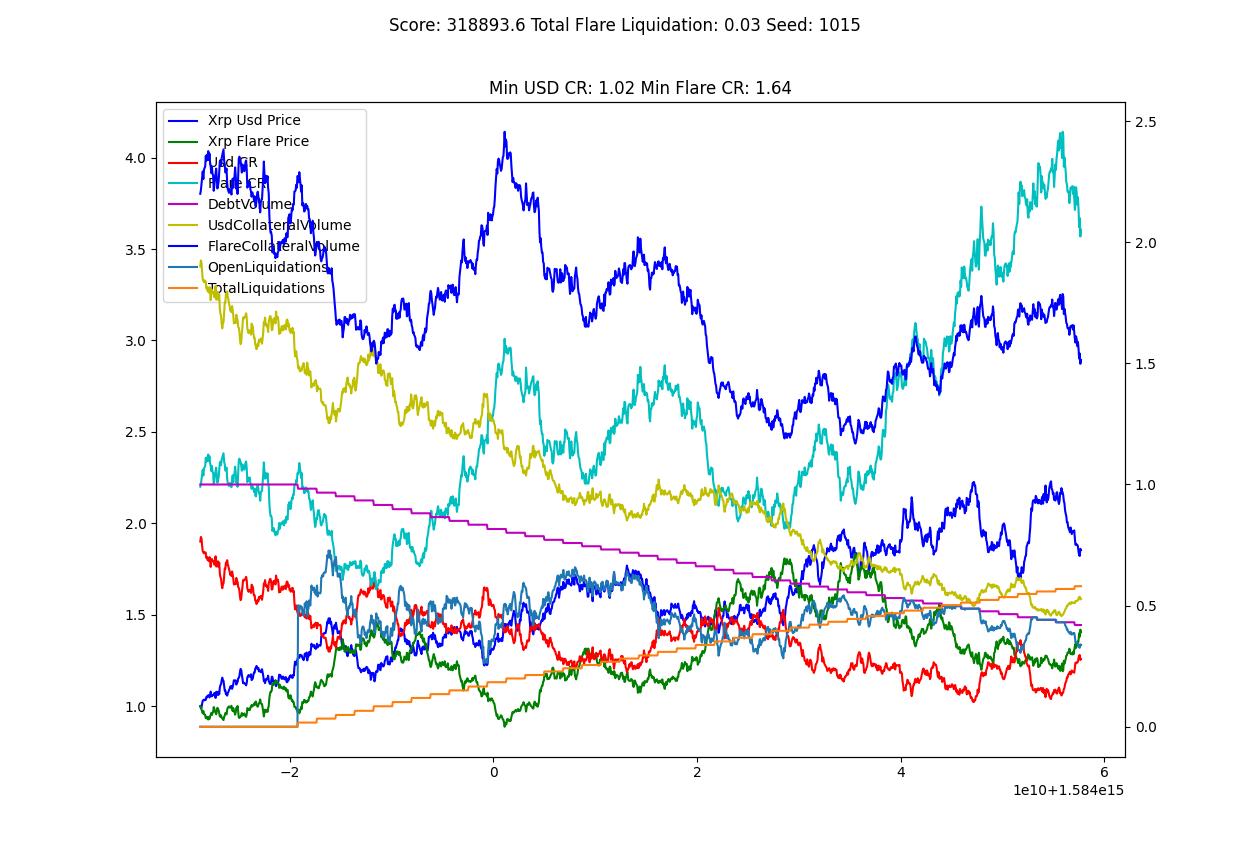 Score: 318893.6 Total Flare Liquidation: 0.03 Seed: 1015
Min USD CR: 1.02 Min Flare CR: 1.64
Xrp Usd Price
Xrp Flare Price
Usd CR
Flare CR
DebtVolume
UsdCollateralVolume
FlareCollateralVolume
OpenLiquidations
TotalLiquidations
4.0
3.5
3.0
2.5
2.0
1.5
1.0
2.5
2.0
1.5
1.0
0.5
0.0
−2 0 2 4 6
1e10+1.584e15